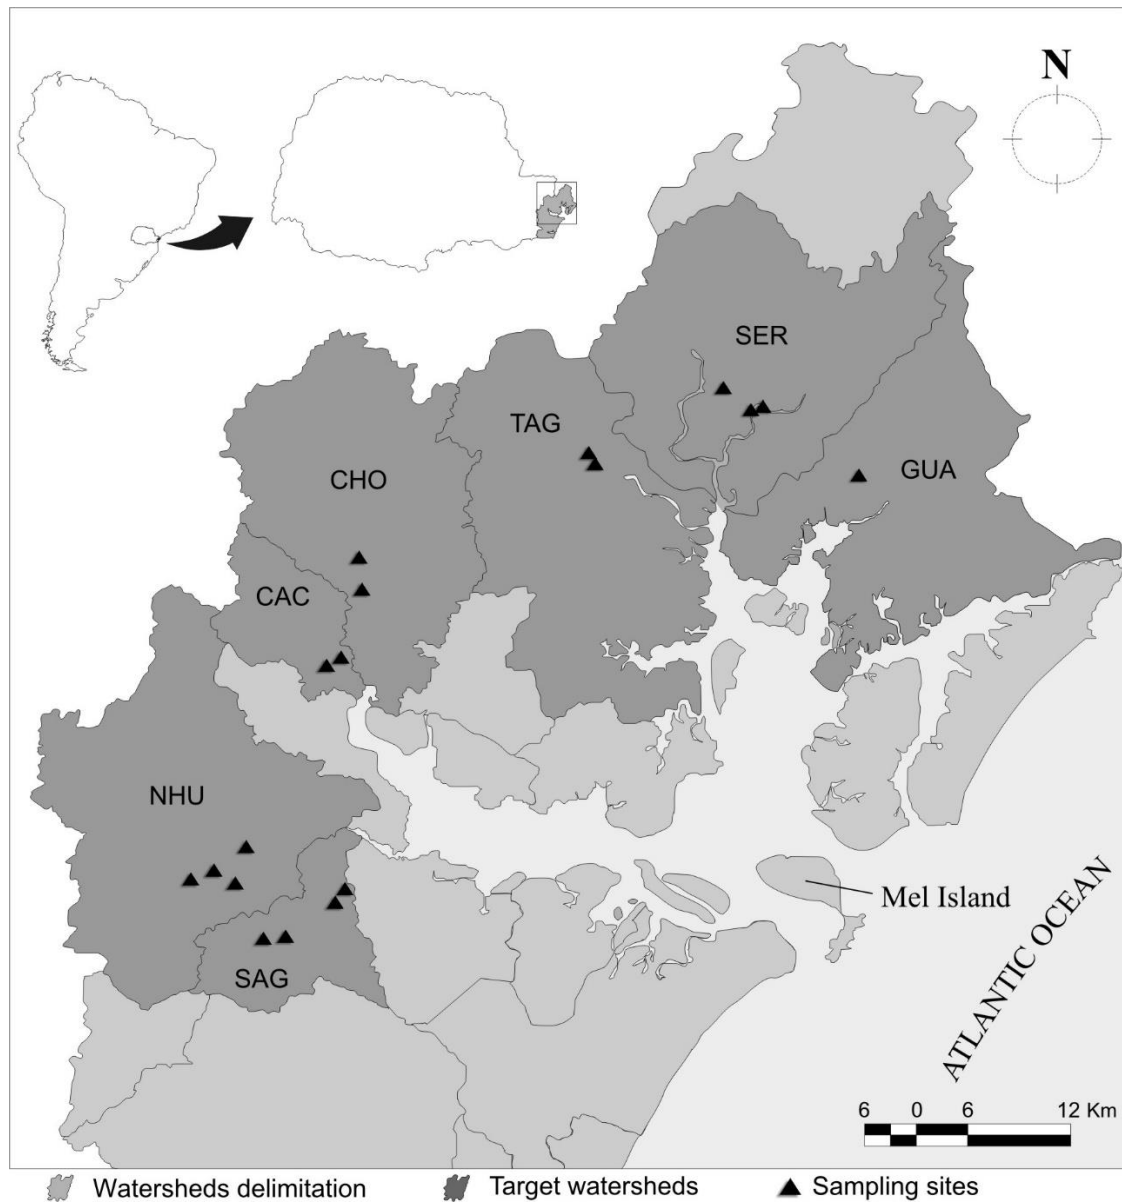 N
SER
TAG
GUA
CHO
CAC
NHU
Mel Island
SAG
ATLANTIC OCEAN
6 0 6 12 Km
Watersheds delimitation Target watersheds Sampling sites